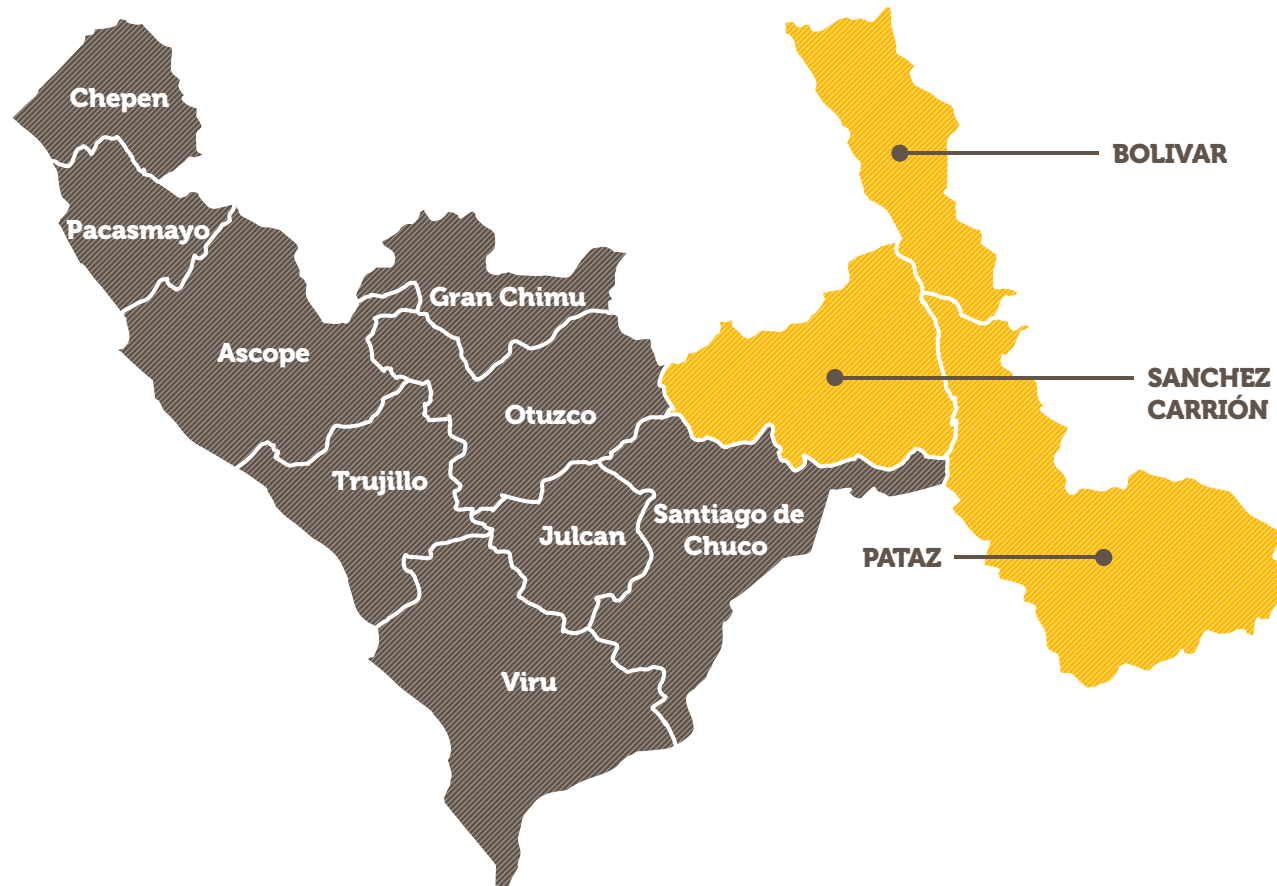 Chepen
BOLIVAR
Pacasmayo
Gran Chimu
Ascope
SANCHEZ
CARRIÓN
Otuzco
Trujillo
Santiago de
Chuco
Julcan
PATAZ
Viru